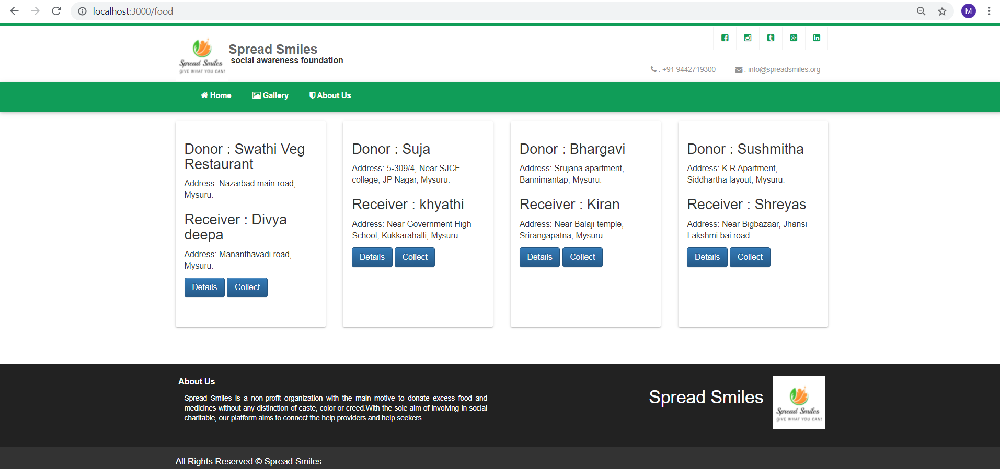 localhost:3000/food
M
Spread Smiles
GIVE WHAT YOU CAN!
Spread Smiles
social awareness foundation
: +91 9442719300
: info@spreadsmiles.org
Home
Gallery
About Us
Donor : Swathi Veg
Restaurant
Address: Nazarbad main road,
Mysuru.
Receiver : Divya
deepa
Address: Mananthavadi road,
Mysuru.
Details
Collect
Donor : Suja
Address: 5-309/4, Near SJCE
college, JP Nagar, Mysuru.
Receiver : khyathi
Address: Near Government High
School, Kukkarahalli, Mysuru
Details
Collect
Donor : Bhargavi
Address: Srujana apartment,
Bannimantap, Mysuru.
Receiver : Kiran
Address: Near Balaji temple,
Srirangapatna, Mysuru
Details
Collect
Donor : Sushmitha
Address: K R Apartment,
Siddhartha layout, Mysuru.
Receiver : Shreyas
Address: Near Bigbazaar, Jhansi
Lakshmi bai road.
Details
Collect
About Us
Spread Smiles is a non-profit organization with the main motive to donate excess food and
medicines without any distinction of caste, color or creed.With the sole aim of involving in social
charitable, our platform aims to connect the help providers and help seekers.
Spread Smiles
Spread Smiles
GIVE WHAT YOU CAN!
All Rights Reserved © Spread Smiles